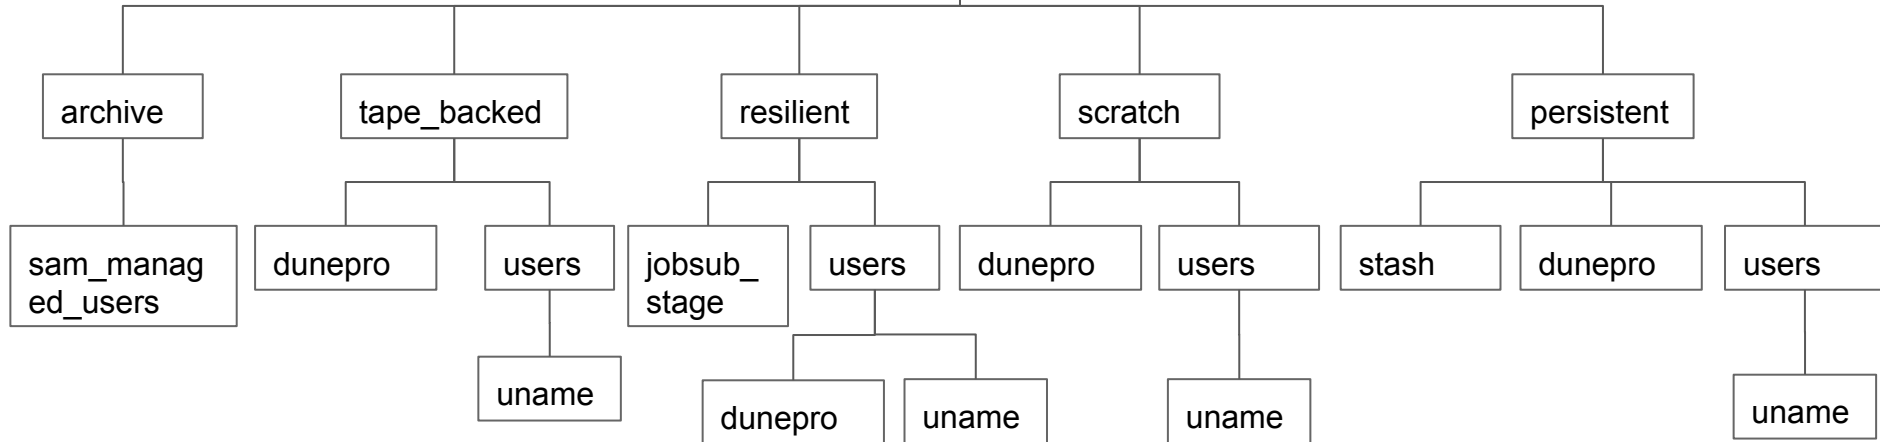 archive
tape_backed
resilient
scratch
persistent
sam_manag
ed_users
dunepro
users
jobsub_
stage
users
dunepro
users
stash
dunepro
users
uname
dunepro
uname
uname
uname